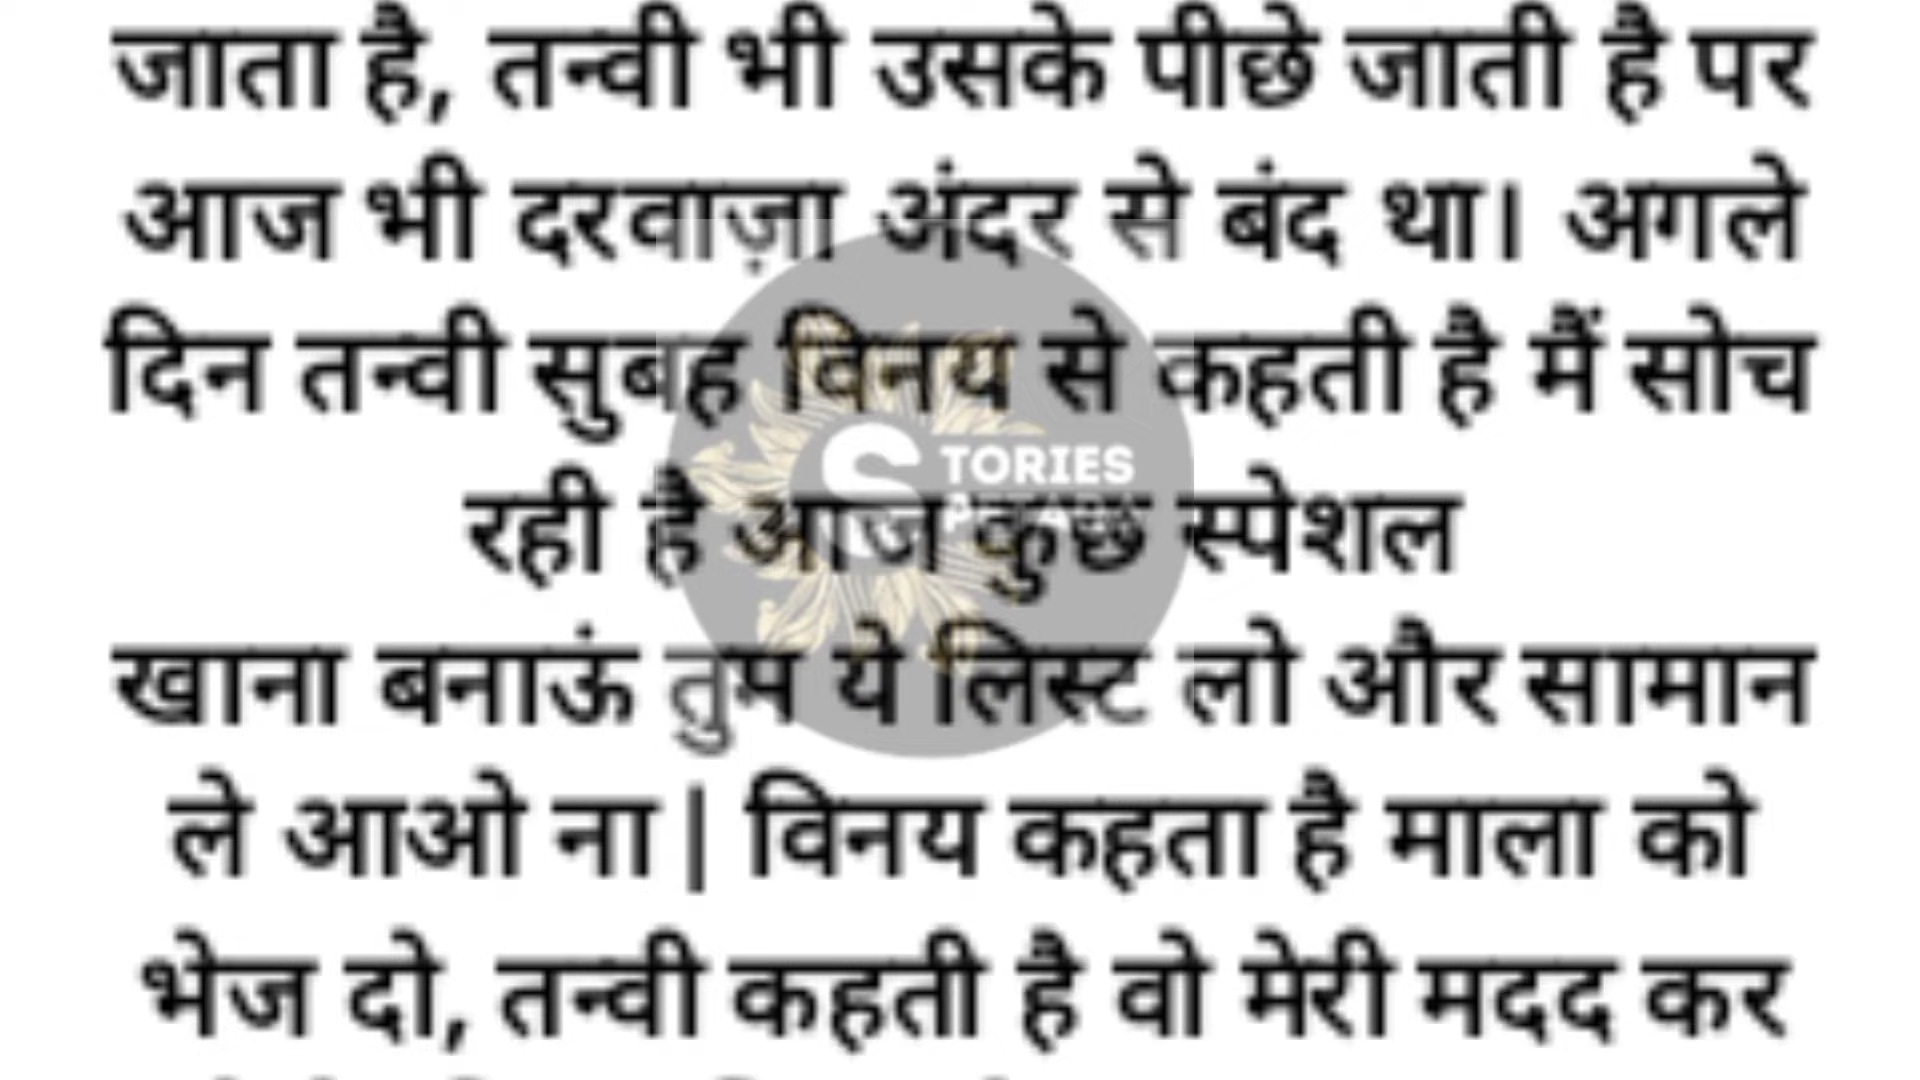 जाता है, तन्वी भी उसके पीछे जाती है पर
आज भी दरवाज़ा अंदर से बंद था। अगले
दिन तन्वी सुबह विनय से कहती है मैं सोच
STORIES
रही है आज कुछ स्पेशल
खाना बनाऊं तुम ये लिस्ट लो और सामान
ले आओ ना| विनय कहता है माला को
भेज दो, तन्वी कहती है वो मेरी मदद कर